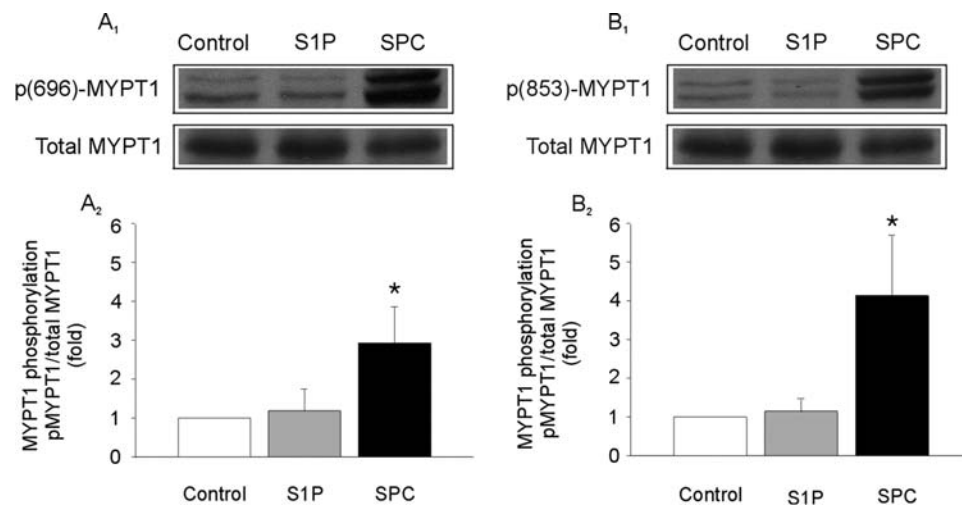 A1
Control S1P SPC
p(696)-MYPT1
Total MYPT1
A2
MYPT1 phosphorylation
pMYPT1/total MYPT1
(fold)
6
5
4
3
2
1
0
*
Control S1P SPC
B1
Control S1P SPC
p(853)-MYPT1
Total MYPT1
B2
MYPT1 phosphorylation
pMYPT1/total MYPT1
(fold)
6
5
4
3
2
1
0
*
Control S1P SPC